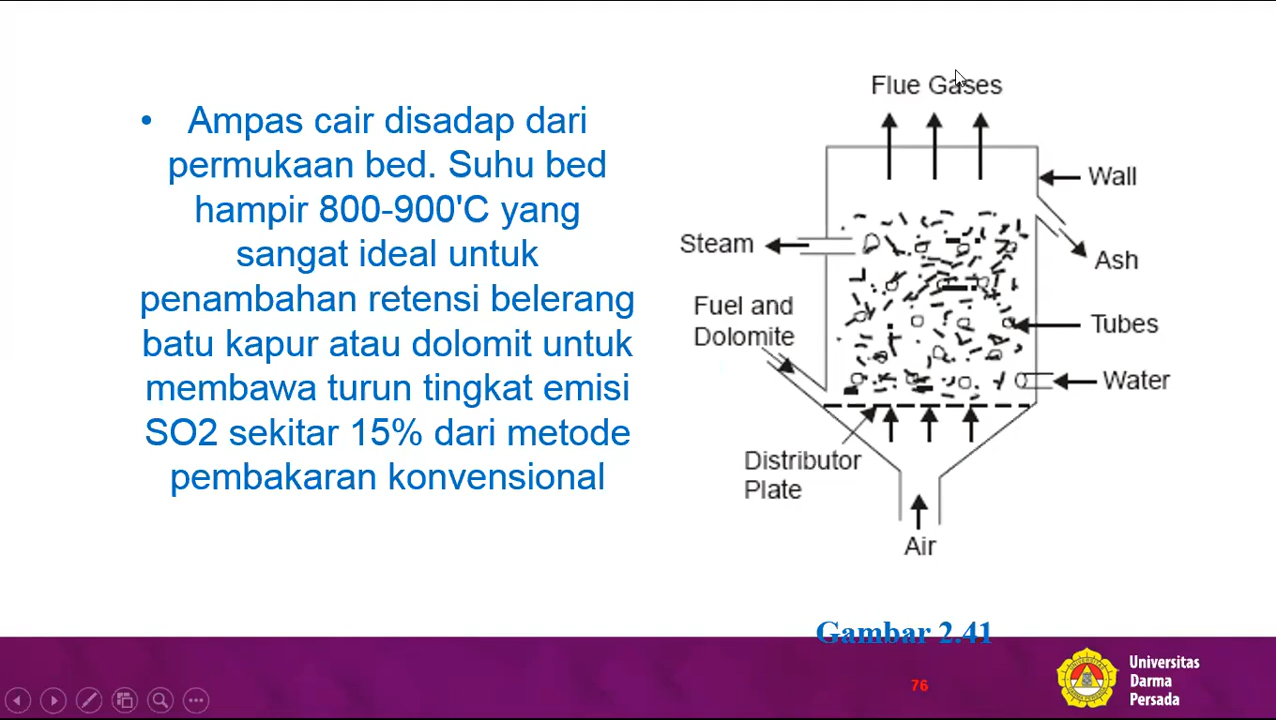 • Ampas cair disadap dari
permukaan bed. Suhu bed
hampir 800-900'C yang
sangat ideal untuk
penambahan retensi belerang
batu kapur atau dolomit untuk
membawa turun tingkat emisi
SO2 sekitar 15% dari metode
pembakaran konvensional
Flue Gases
Wall
Steam
Ash
Fuel and
Dolomite
Tubes
Water
Distributor
Plate
Air
Gambar 2.41
76
Universitas
Darma
Persada